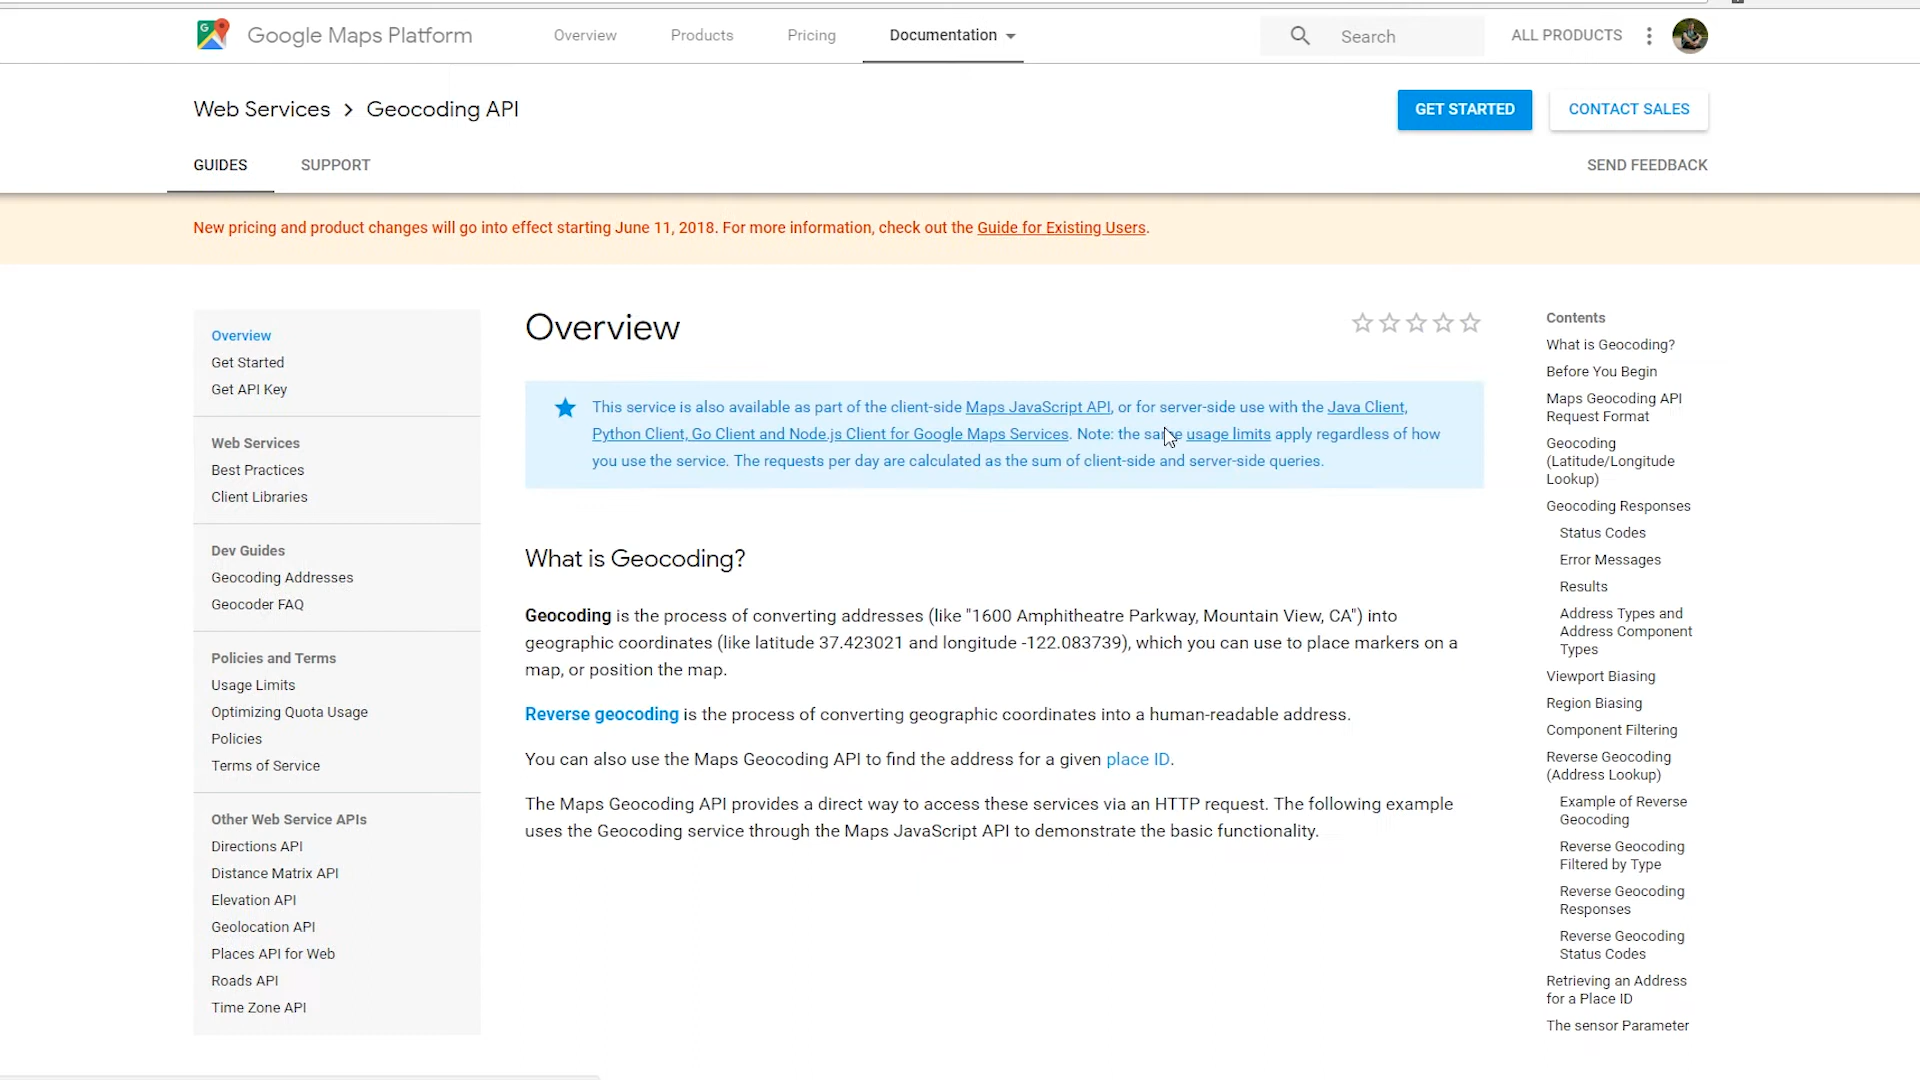 Google Maps Platform
Overview
Products
Pricing
Documentation
Search
ALL PRODUCTS
Web Services > Geocoding API
GET STARTED
CONTACT SALES
GUIDES
SUPPORT
SEND FEEDBACK
New pricing and product changes will go into effect starting June 11, 2018. For more information, check out the Guide for Existing Users.
Overview
Get Started
Get API Key
Web Services
Best Practices
Client Libraries
Dev Guides
Geocoding Addresses
Geocoder FAQ
Policies and Terms
Usage Limits
Optimizing Quota Usage
Policies
Terms of Service
Other Web Service APIs
Directions API
Distance Matrix API
Elevation API
Geolocation API
Places API for Web
Roads API
Time Zone API
Overview
This service is also available as part of the client-side Maps JavaScript API, or for server-side use with the Java Client,
Python Client, Go Client and Node.js Client for Google Maps Services. Note: the same usage limits apply regardless of how
you use the service. The requests per day are calculated as the sum of client-side and server-side queries.
What is Geocoding?
Geocoding is the process of converting addresses (like "1600 Amphitheatre Parkway, Mountain View, CA") into
geographic coordinates (like latitude 37.423021 and longitude -122.083739), which you can use to place markers on a
map, or position the map.
Reverse geocoding is the process of converting geographic coordinates into a human-readable address.
You can also use the Maps Geocoding API to find the address for a given place ID.
The Maps Geocoding API provides a direct way to access these services via an HTTP request. The following example
uses the Geocoding service through the Maps JavaScript API to demonstrate the basic functionality.
Contents
What is Geocoding?
Before You Begin
Maps Geocoding API
Request Format
Geocoding
(Latitude/Longitude
Lookup)
Geocoding Responses
Status Codes
Error Messages
Results
Address Types and
Address Component
Types
Viewport Biasing
Region Biasing
Component Filtering
Reverse Geocoding
(Address Lookup)
Example of Reverse
Geocoding
Reverse Geocoding
Filtered by Type
Reverse Geocoding
Responses
Reverse Geocoding
Status Codes
Retrieving an Address
for a Place ID
The sensor Parameter